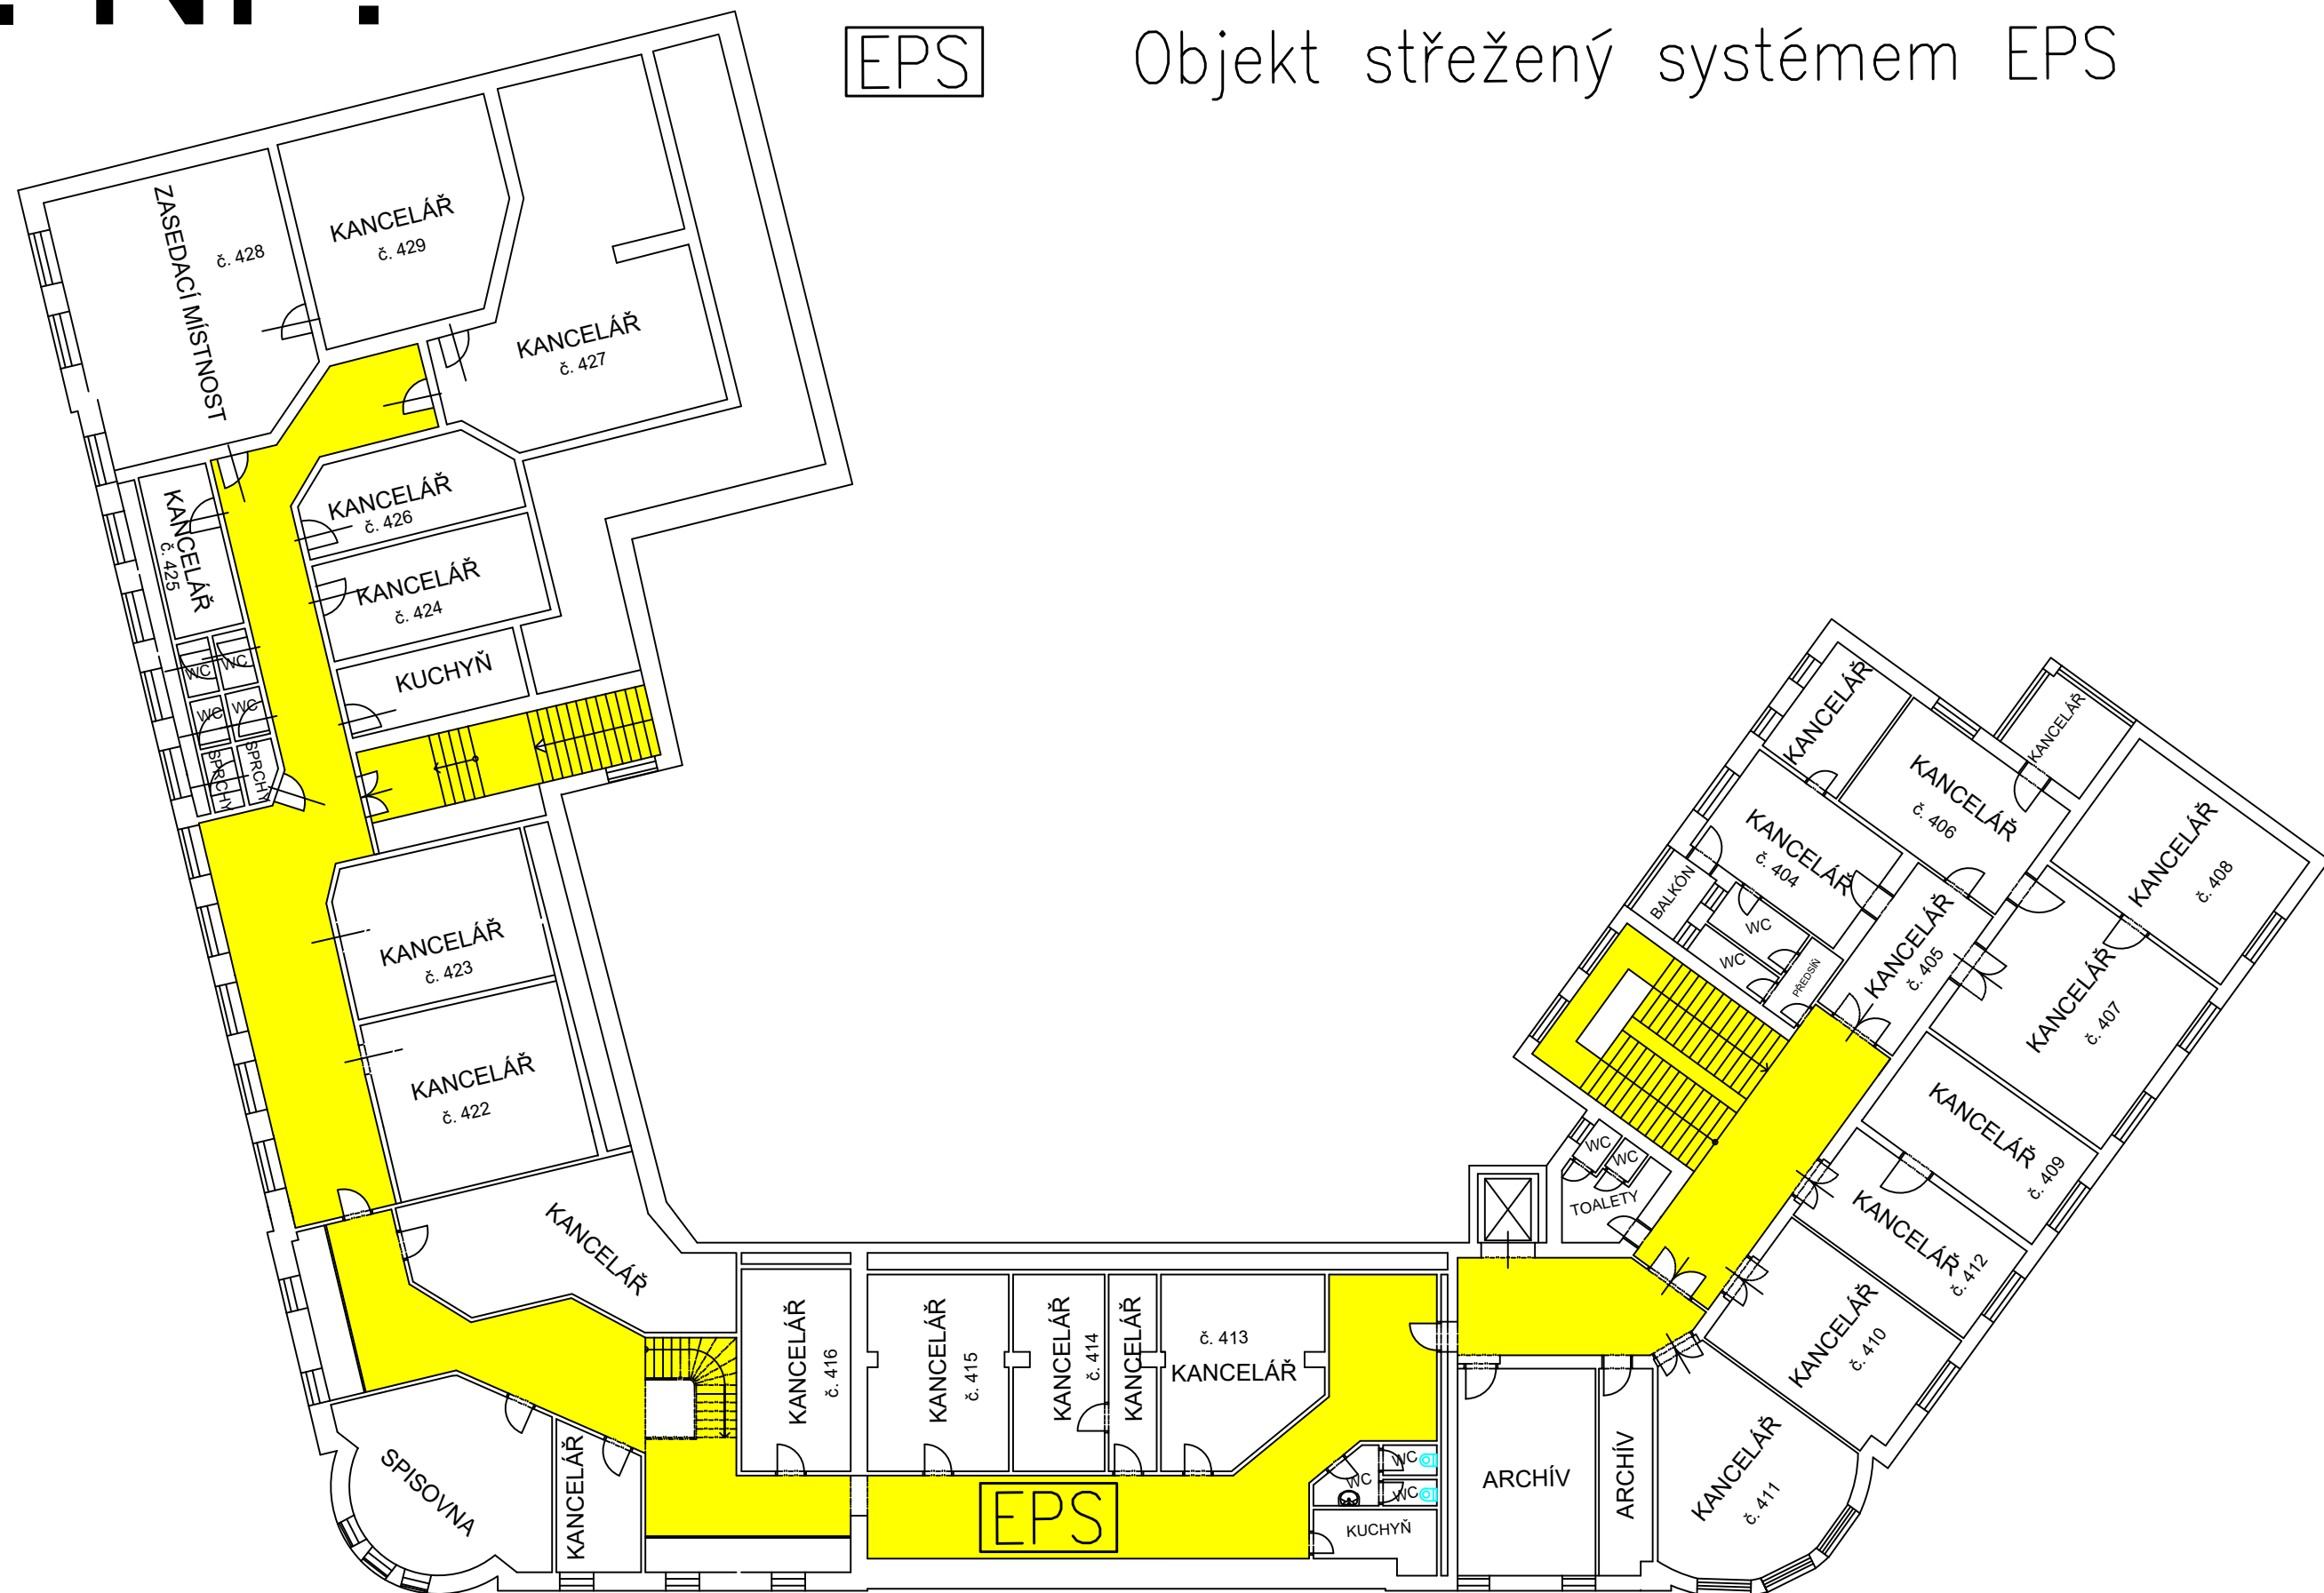 EPS Objekt střežený systémem EPS
ZASEDACÍ MÍSTNOST
č. 428
KANCELÁŘ
č. 429
KANCELÁŘ
č. 427
KANCELÁŘ
č. 426
KANCELÁŘ
č. 425
KANCELÁŘ
č. 424
KUCHYŇ
WC
WC
WC
WC
SPRCHY
SPRCHY
KANCELÁŘ
č. 423
KANCELÁŘ
č. 422
KANCELÁŘ
SPISOVNA
KANCELÁŘ
KANCELÁŘ
č. 416
KANCELÁŘ
č. 415
KANCELÁŘ
č. 414
KANCELÁŘ
č. 413
KANCELÁŘ
EPS
WC
WC
WC
KUCHYŇ
ARCHÍV
ARCHÍV
KANCELÁŘ
č. 411
KANCELÁŘ
č. 410
KANCELÁŘ
č. 412
KANCELÁŘ
č. 409
KANCELÁŘ
č. 407
KANCELÁŘ
č. 408
KANCELÁŘ
KANCELÁŘ
č. 406
KANCELÁŘ
KANCELÁŘ
č. 404
KANCELÁŘ
č. 405
BALKÓN
WC
WC
PŘEDSÍŇ
WC
WC
TOALETY